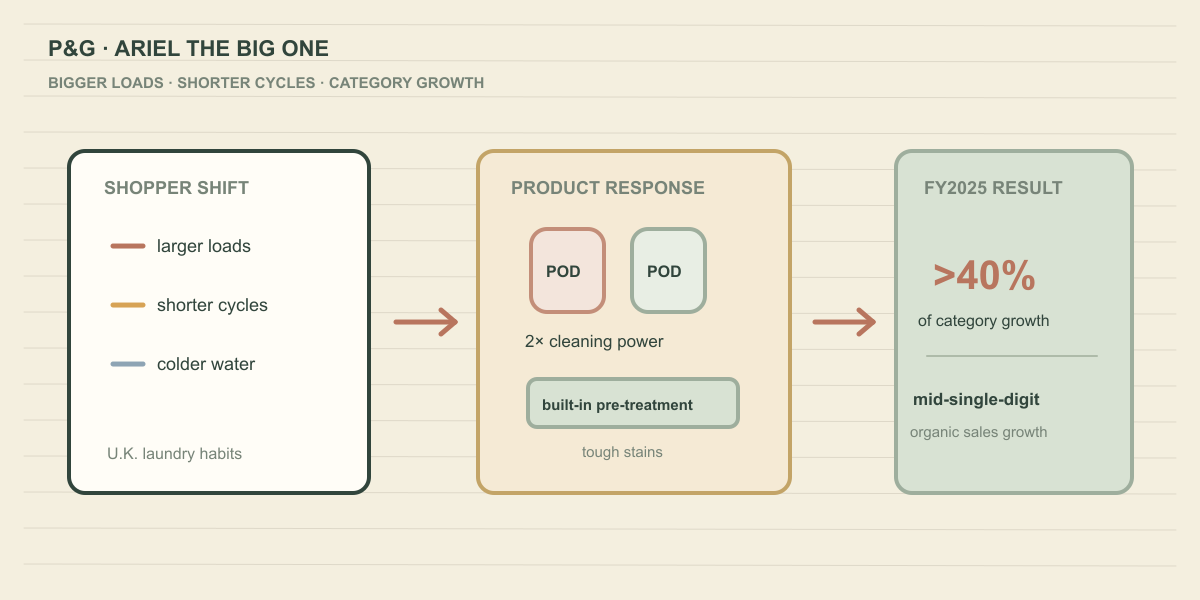 P&G · ARIEL THE BIG ONE
BIGGER LOADS · SHORTER CYCLES · CATEGORY GROWTH
SHOPPER SHIFT
larger loads
shorter cycles
colder water
U.K. laundry habits
PRODUCT RESPONSE
POD POD
2× cleaning power
built-in pre-treatment
tough stains
FY2025 RESULT
>40%
of category growth
mid-single-digit
organic sales growth